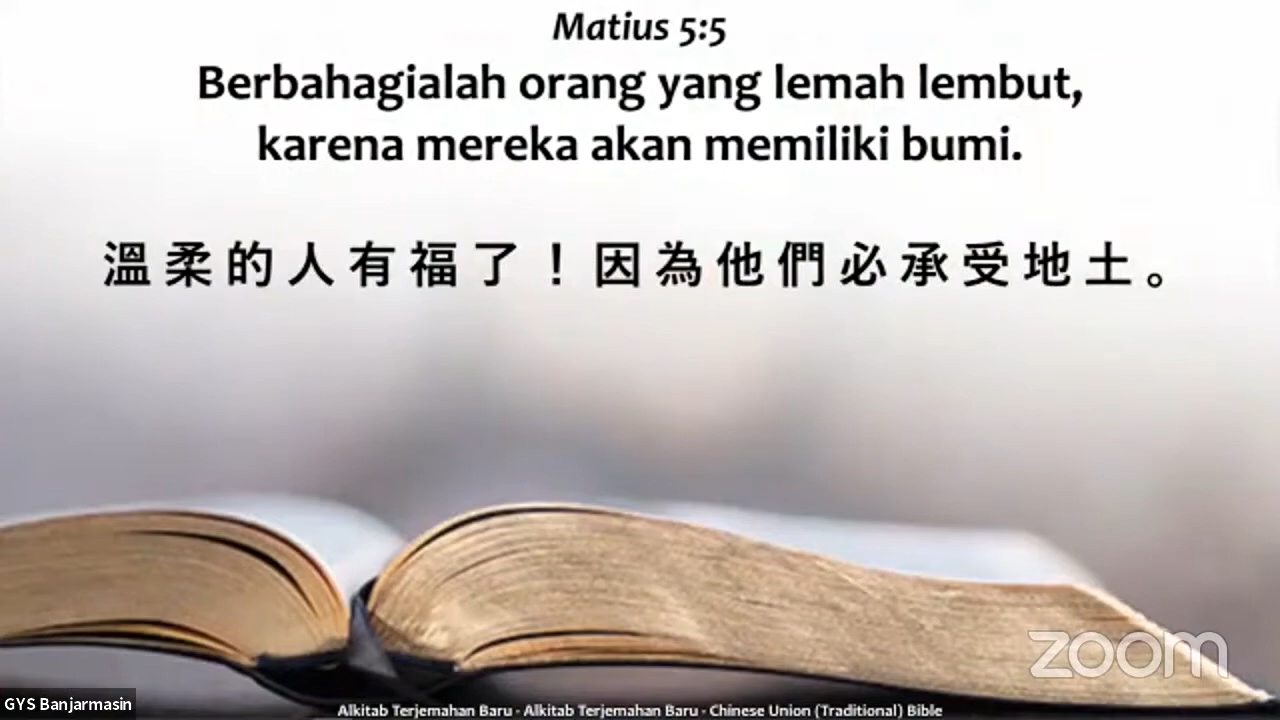 Matius 5:5
Berbahagialah orang yang lemah lembut,
karena mereka akan memiliki bumi.
溫柔的人有福了！因為他們必承受地土。
zoom
GYS Banjarmasin
Alkitab Terjemahan Baru - Alkitab Terjemahan Baru - Chinese Union (Traditional) Bible